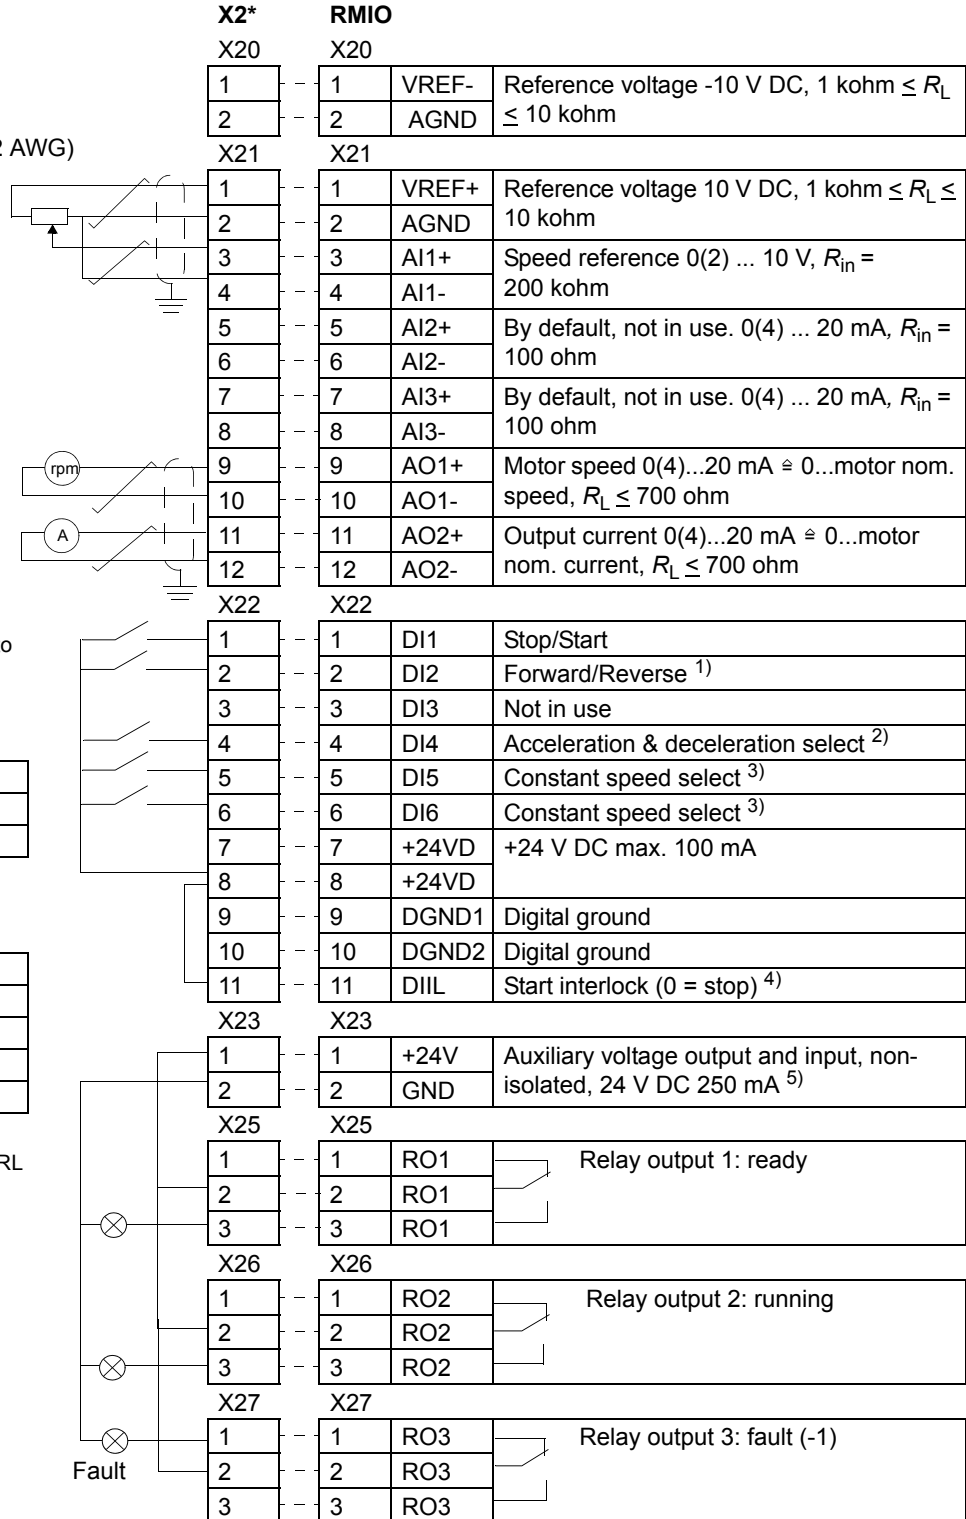 X2* RMIO
X20 X20
1 1 VREF- Reference voltage -10 V DC, 1 kohm ≤ RL
2 2 AGND ≤ 10 kohm
2 AWG)
X21 X21
1 1 VREF+ Reference voltage 10 V DC, 1 kohm ≤ RL ≤
2 2 AGND 10 kohm
3 3 AI1+ Speed reference 0(2) ... 10 V, Rin =
4 4 AI1- 200 kohm
5 5 AI2+ By default, not in use. 0(4) ... 20 mA, Rin =
6 6 AI2- 100 ohm
7 7 AI3+ By default, not in use. 0(4) ... 20 mA, Rin =
8 8 AI3- 100 ohm
rpm 9 9 AO1+ Motor speed 0(4)...20 mA ≙ 0...motor nom.
10 10 AO1- speed, RL ≤ 700 ohm
A 11 11 AO2+ Output current 0(4)...20 mA ≙ 0...motor
12 12 AO2- nom. current, RL ≤ 700 ohm
X22 X22
1 1 DI1 Stop/Start
2 2 DI2 Forward/Reverse 1)
3 3 DI3 Not in use
4 4 DI4 Acceleration & deceleration select 2)
5 5 DI5 Constant speed select 3)
6 6 DI6 Constant speed select 3)
7 7 +24VD +24 V DC max. 100 mA
8 8 +24VD
9 9 DGND1 Digital ground
10 10 DGND2 Digital ground
11 11 DIIL Start interlock (0 = stop) 4)
X23 X23
1 1 +24V Auxiliary voltage output and input, non-
2 2 GND isolated, 24 V DC 250 mA 5)
X25 X25
RL
1 1 RO1 Relay output 1: ready
2 2 RO1
3 3 RO1
X26 X26
1 1 RO2 Relay output 2: running
2 2 RO2
3 3 RO2
X27 X27
1 1 RO3 Relay output 3: fault (-1)
Fault 2 2 RO3
3 3 RO3